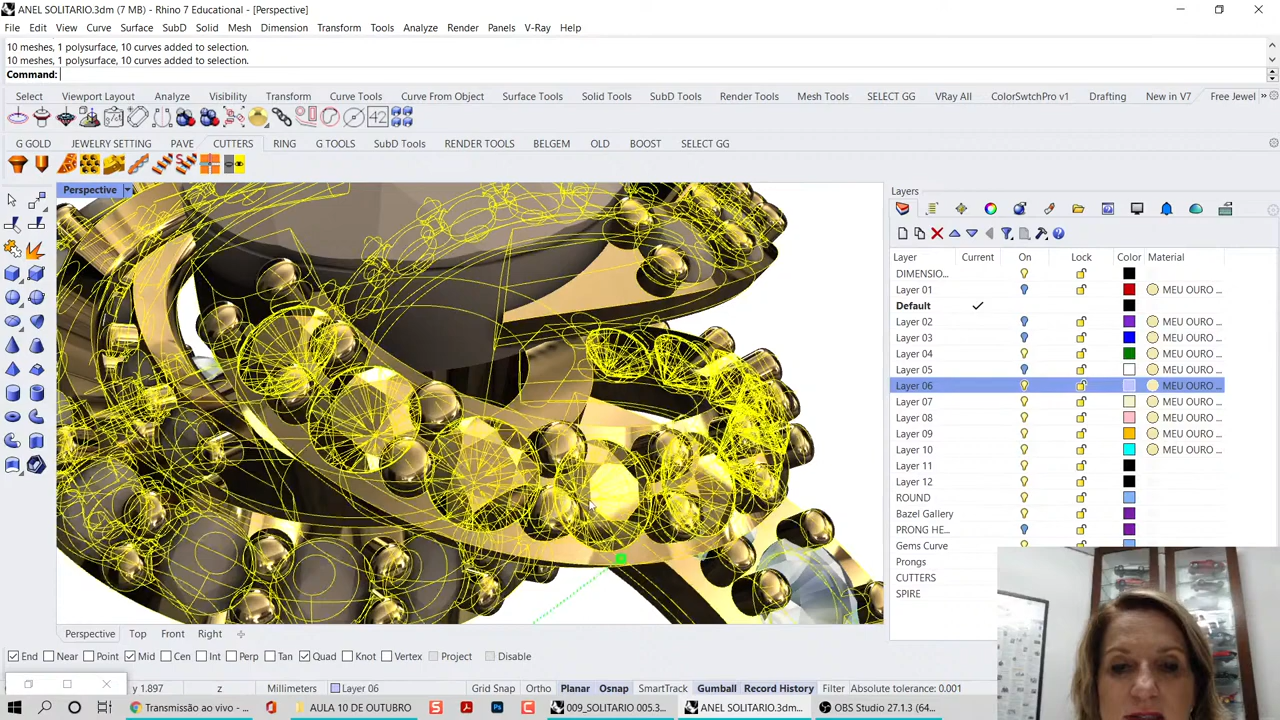 ANEL SOLITARIO.3dm (7 MB) - Rhino 7 Educational - [Perspective]
File Edit View Curve Surface SubD Solid Mesh Dimension Transform Tools Analyze Render Panels V-Ray Help
10 meshes, 1 polysurface, 10 curves added to selection.
10 meshes, 1 polysurface, 10 curves added to selection.
Command:
Select Viewport Layout Analyze Visibility Transform Curve Tools Curve From Object Surface Tools Solid Tools SubD Tools Render Tools Mesh Tools SELECT GG VRay All ColorSwtchPro v1 Drafting New in V7 Free Jewel
42
G GOLD JEWELRY SETTING PAVE CUTTERS RING G TOOLS SubD Tools RENDER TOOLS BELGEM OLD BOOST SELECT GG
Perspective
Layers
Layer Current On Lock Color Material
DIMENSIO...
Layer 01 MEU OURO ...
Default
Layer 02 MEU OURO ...
Layer 03 MEU OURO ...
Layer 04 MEU OURO ...
Layer 05 MEU OURO ...
Layer 06 MEU OURO ...
Layer 07 MEU OURO ...
Layer 08 MEU OURO ...
Layer 09 MEU OURO ...
Layer 10 MEU OURO ...
Layer 11
Layer 12
ROUND
Bazel Gallery
PRONG HE...
Gems Curve
Prongs
CUTTERS
SPIRE
Perspective Top Front Right
End Near Point Mid Cen Int Perp Tan Quad Knot Vertex Project Disable
y 1.897 z Millimeters Layer 06 Grid Snap Ortho Planar Osnap SmartTrack Gumball Record History Filter Absolute tolerance: 0.001
Transmissão ao vivo - ... AULA 10 DE OUTUBRO 009_SOLITARIO 005.3... ANEL SOLITARIO.3dm... OBS Studio 27.1.3 (64...